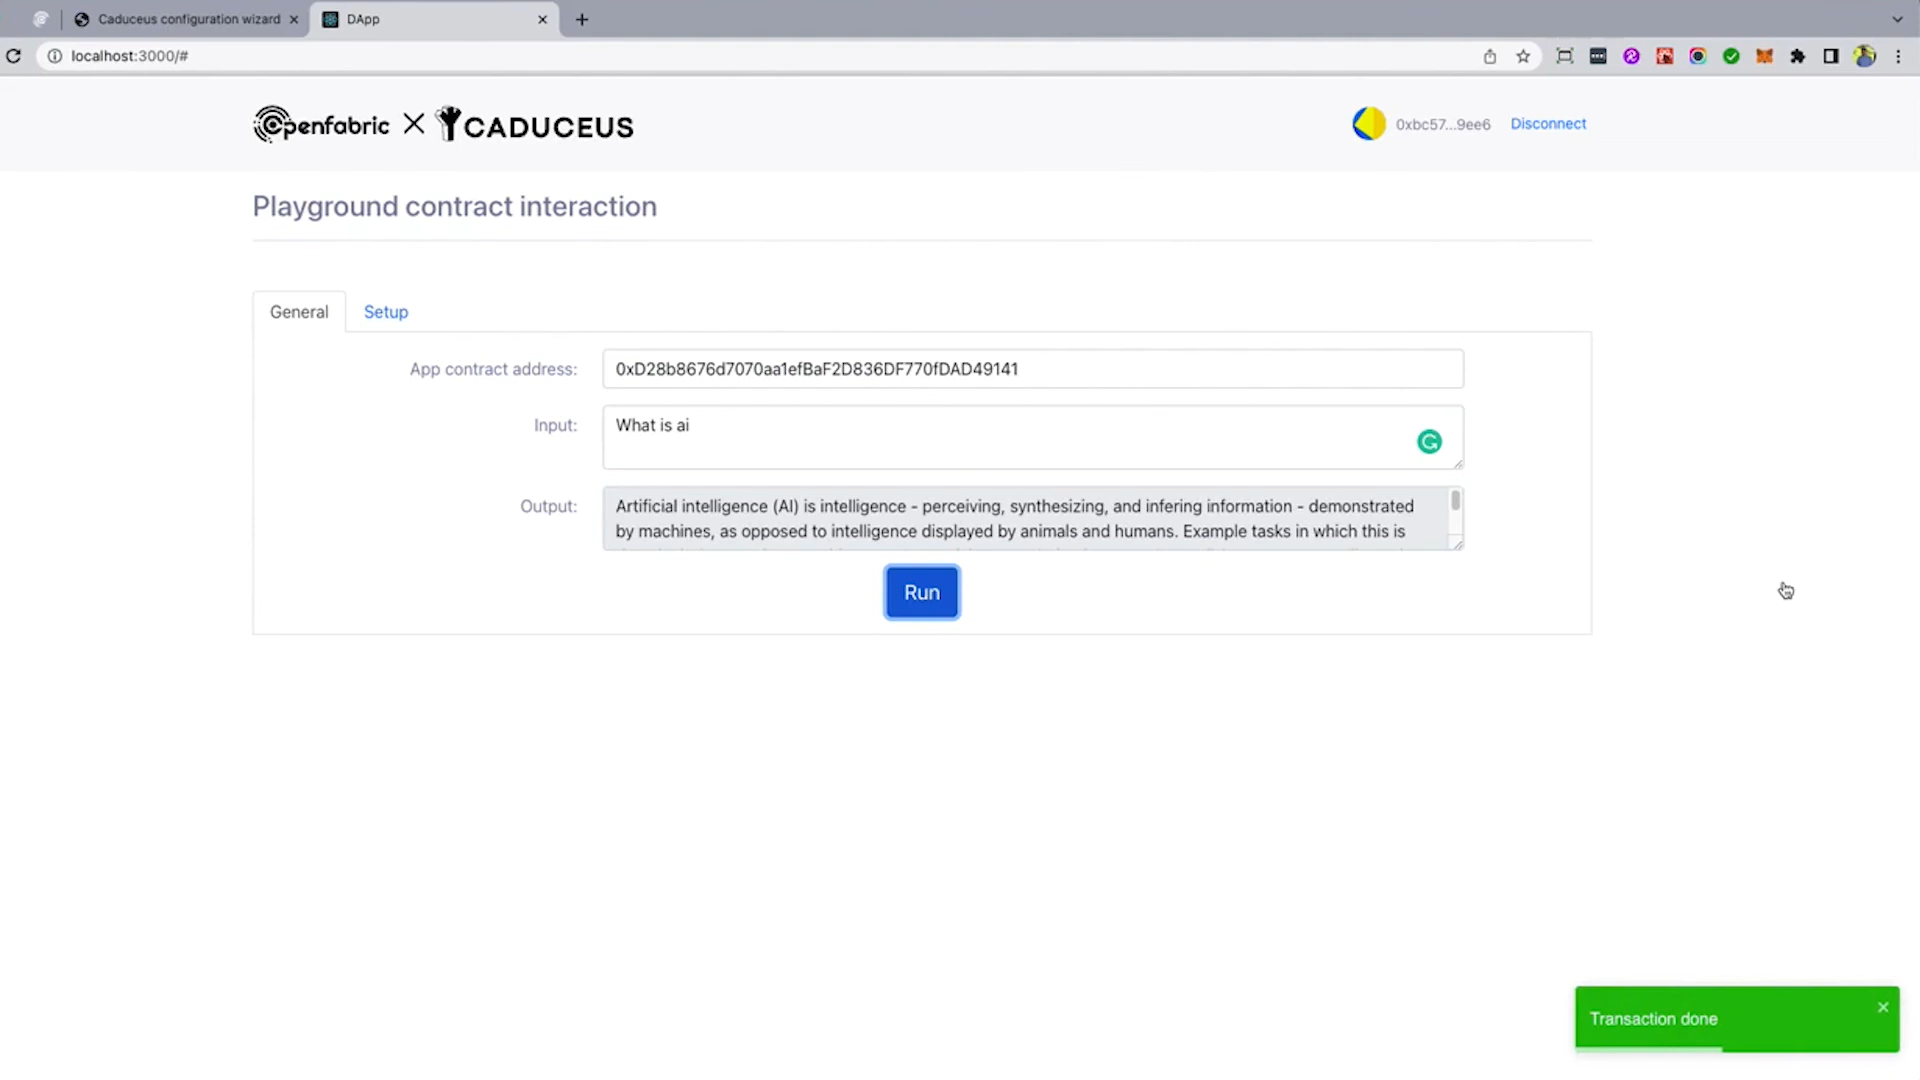 Caduceus configuration wizard
DApp
localhost:3000/#
Openfabric X CADUCEUS
0xbc57...9ee6 Disconnect
Playground contract interaction
General Setup
App contract address: 0xD28b8676d7070aa1efBaF2D836DF770fDAD49141
Input: What is ai
Output: Artificial intelligence (AI) is intelligence - perceiving, synthesizing, and infering information - demonstrated
by machines, as opposed to intelligence displayed by animals and humans. Example tasks in which this is
Run
Transaction done